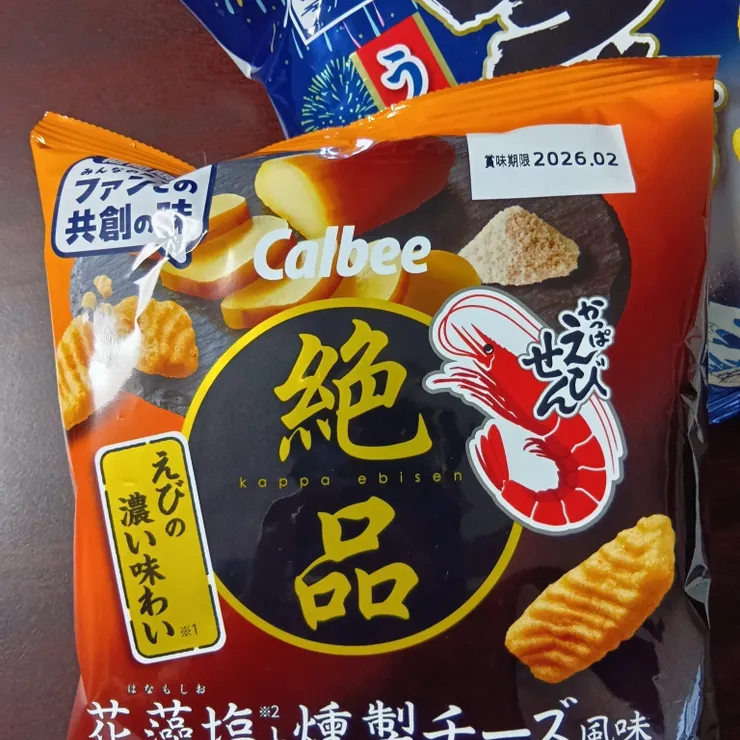 う
賞味期限 2026.02
みんなの
ファンとの
共創の味
Calbee
かっぱ
えびせん
絶品
kappa ebisen
えびの
濃い味わい※1
はなもしお
花藻塩※2と燻製チーズ風味